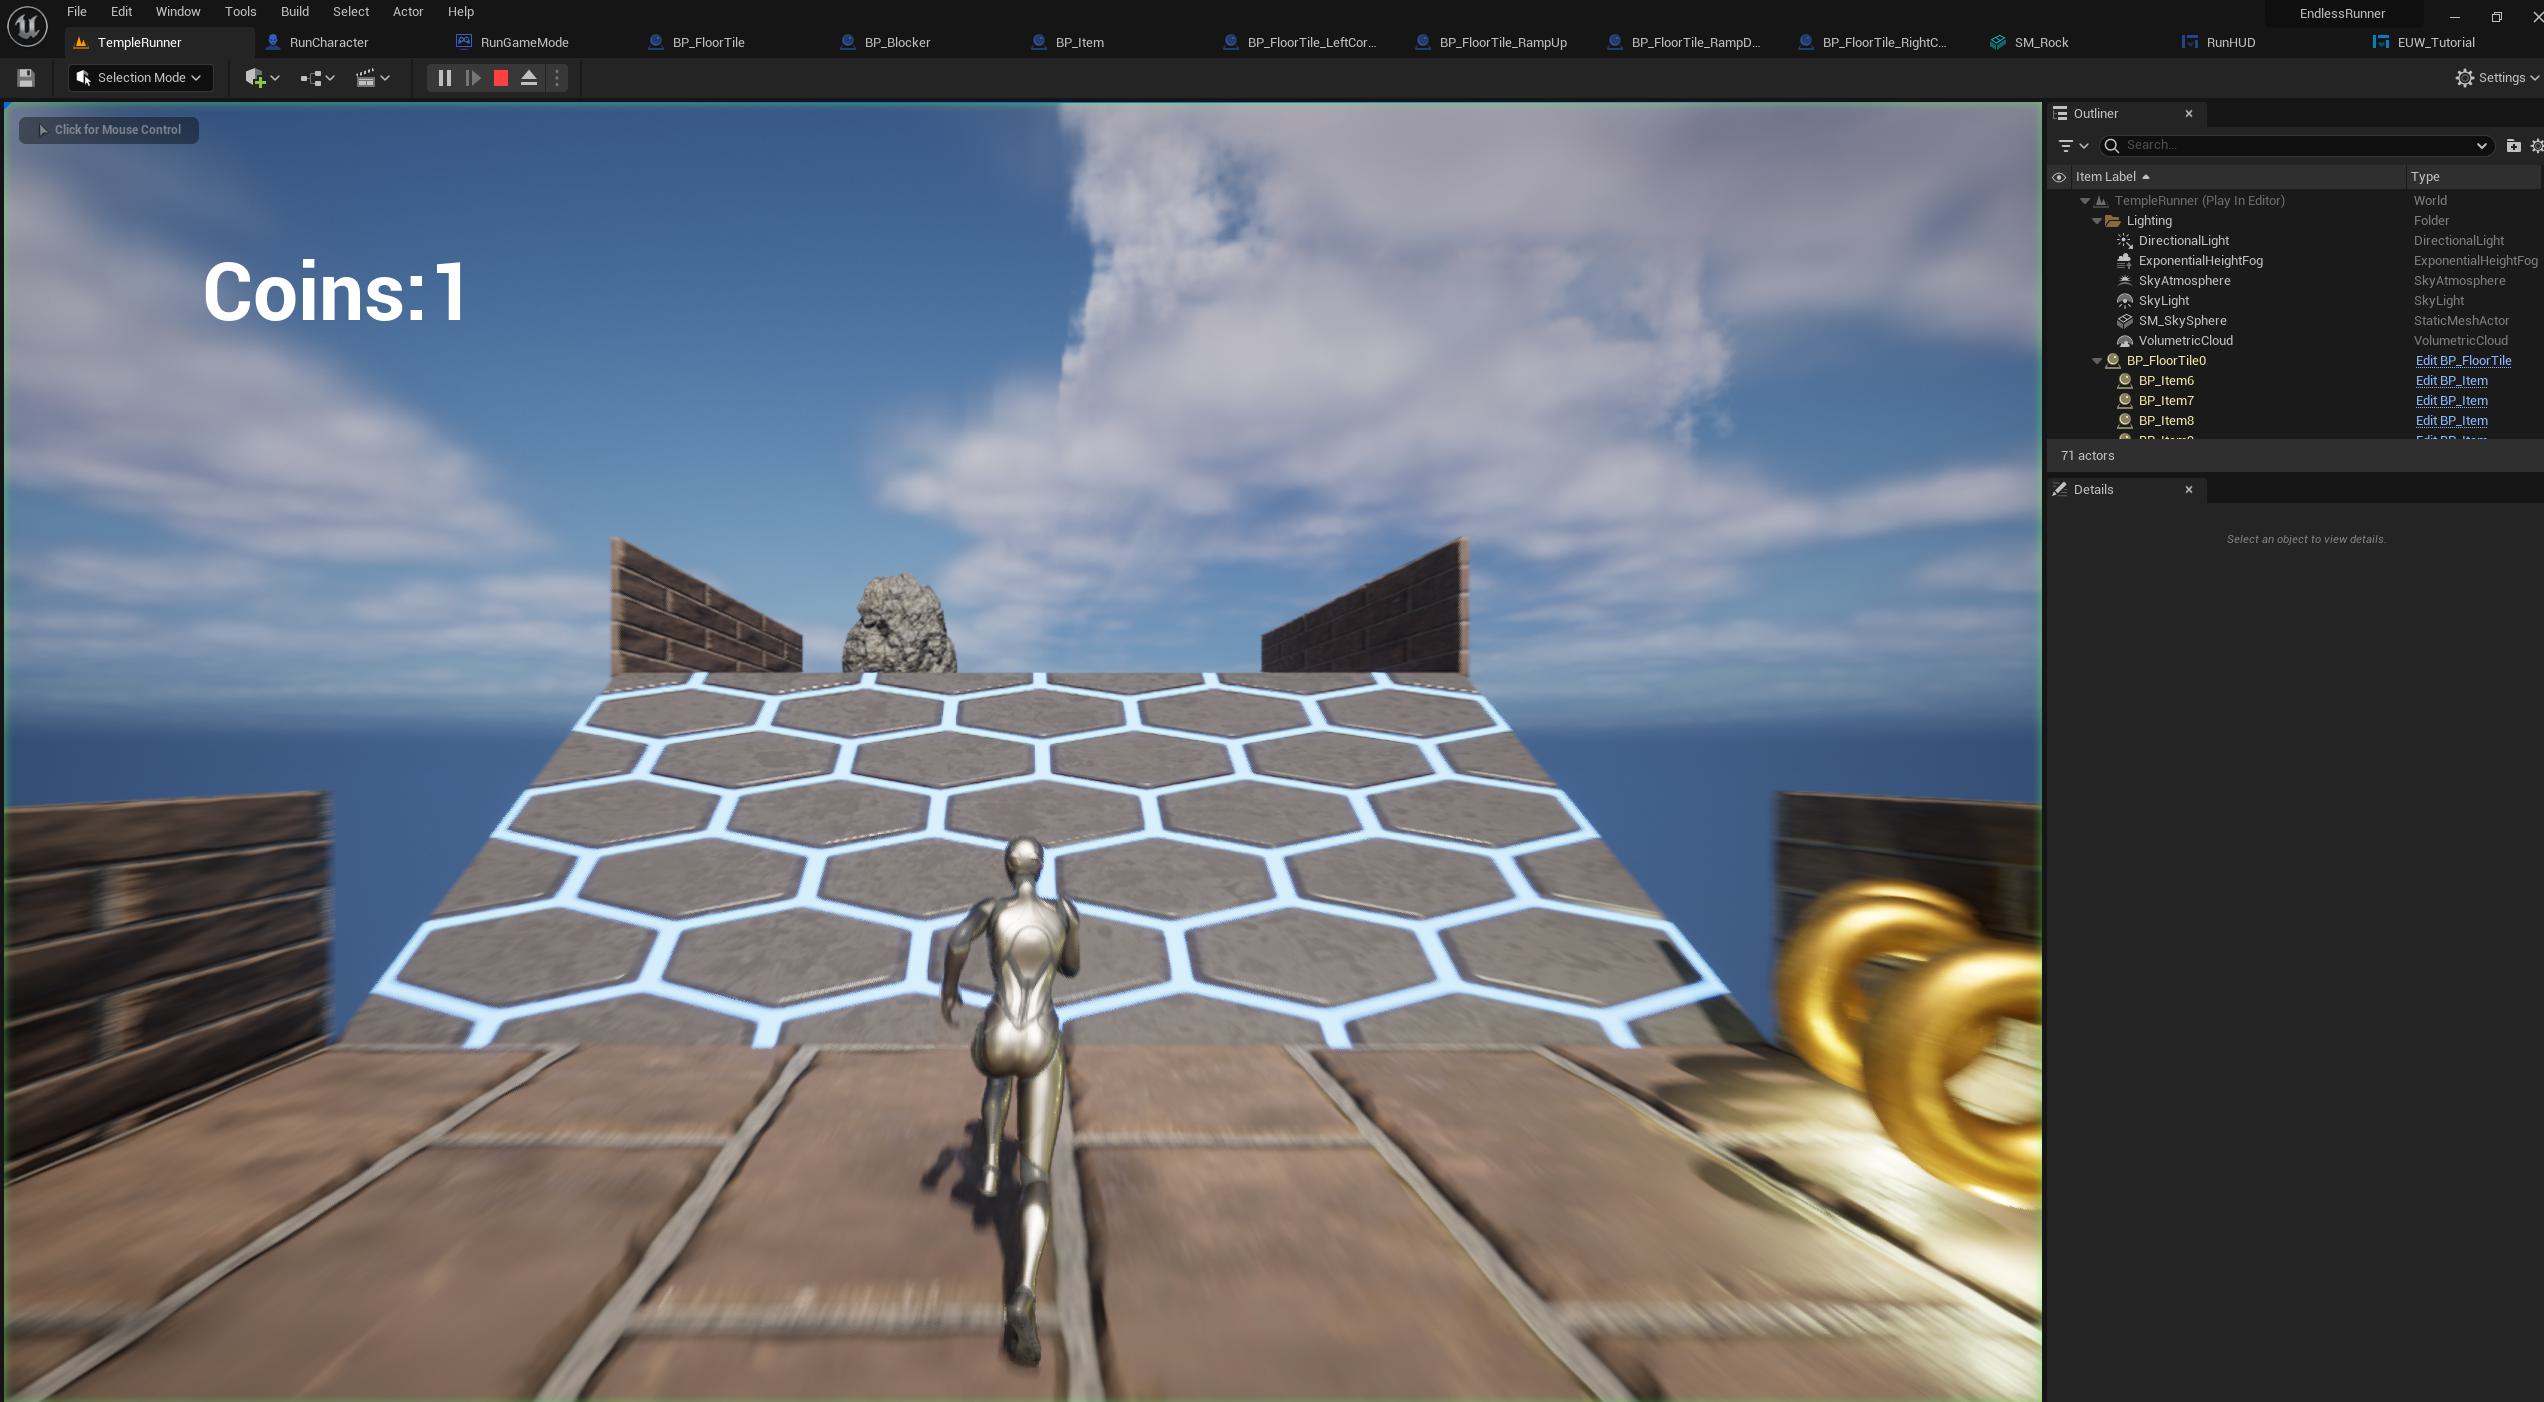 File Edit Window Tools Build Select Actor Help
EndlessRunner
TempleRunner RunCharacter RunGameMode BP_FloorTile BP_Blocker BP_Item BP_FloorTile_LeftCor... BP_FloorTile_RampUp BP_FloorTile_RampD... BP_FloorTile_RightC... SM_Rock RunHUD EUW_Tutorial
Selection Mode
Settings
Click for Mouse Control
Coins:1
Outliner
Search...
Item Label Type
TempleRunner (Play In Editor) World
Lighting Folder
DirectionalLight DirectionalLight
ExponentialHeightFog ExponentialHeightFog
SkyAtmosphere SkyAtmosphere
SkyLight SkyLight
SM_SkySphere StaticMeshActor
VolumetricCloud VolumetricCloud
BP_FloorTile0 Edit BP_FloorTile
BP_Item6 Edit BP_Item
BP_Item7 Edit BP_Item
BP_Item8 Edit BP_Item
71 actors
Details
Select an object to view details.